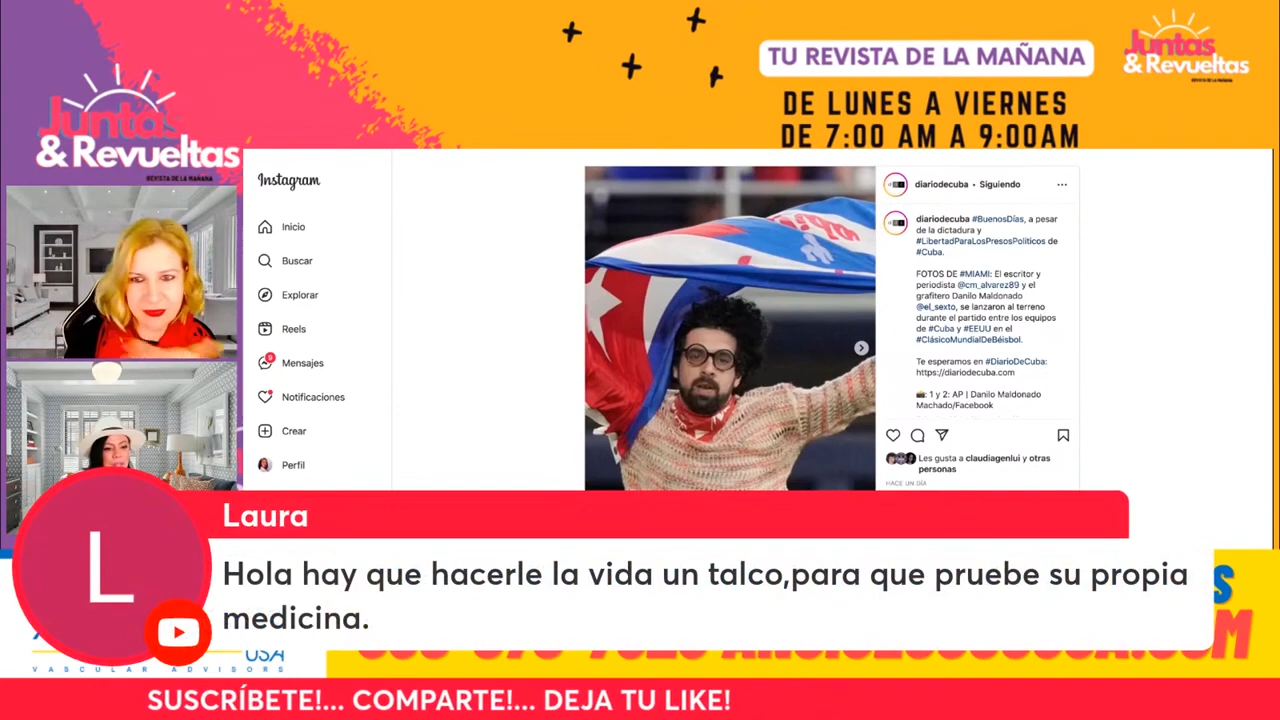 TU REVISTA DE LA MAÑANA
Juntas
& Revueltas
REVISTA DE LA MAÑANA
DE LUNES A VIERNES
DE 7:00 AM A 9:00AM
Juntas
& Revueltas
REVISTA DE LA MAÑANA
Instagram
Inicio
Buscar
Explorar
Reels
9
Mensajes
Notificaciones
Crear
Perfil
diariodecuba • Siguiendo
diariodecuba #BuenosDías, a pesar
de la dictadura y
#LibertadParaLosPresosPolíticos de
#Cuba.
FOTOS DE #MIAMI: El escritor y
periodista @cm_alvarez89 y el
grafitero Danilo Maldonado
@el_sexto, se lanzaron al terreno
durante el partido entre los equipos
de #Cuba y #EEUU en el
#ClásicoMundialDeBéisbol.
Te esperamos en #DiarioDeCuba:
https://diariodecuba.com
📸: 1 y 2: AP | Danilo Maldonado
Machado/Facebook
Les gusta a claudiagenlui y otras
personas
HACE UN DÍA
L
Laura
Hola hay que hacerle la vida un talco,para que pruebe su propia
medicina.
USA
VASCULAR ADVISORS
SUSCRÍBETE!... COMPARTE!... DEJA TU LIKE!